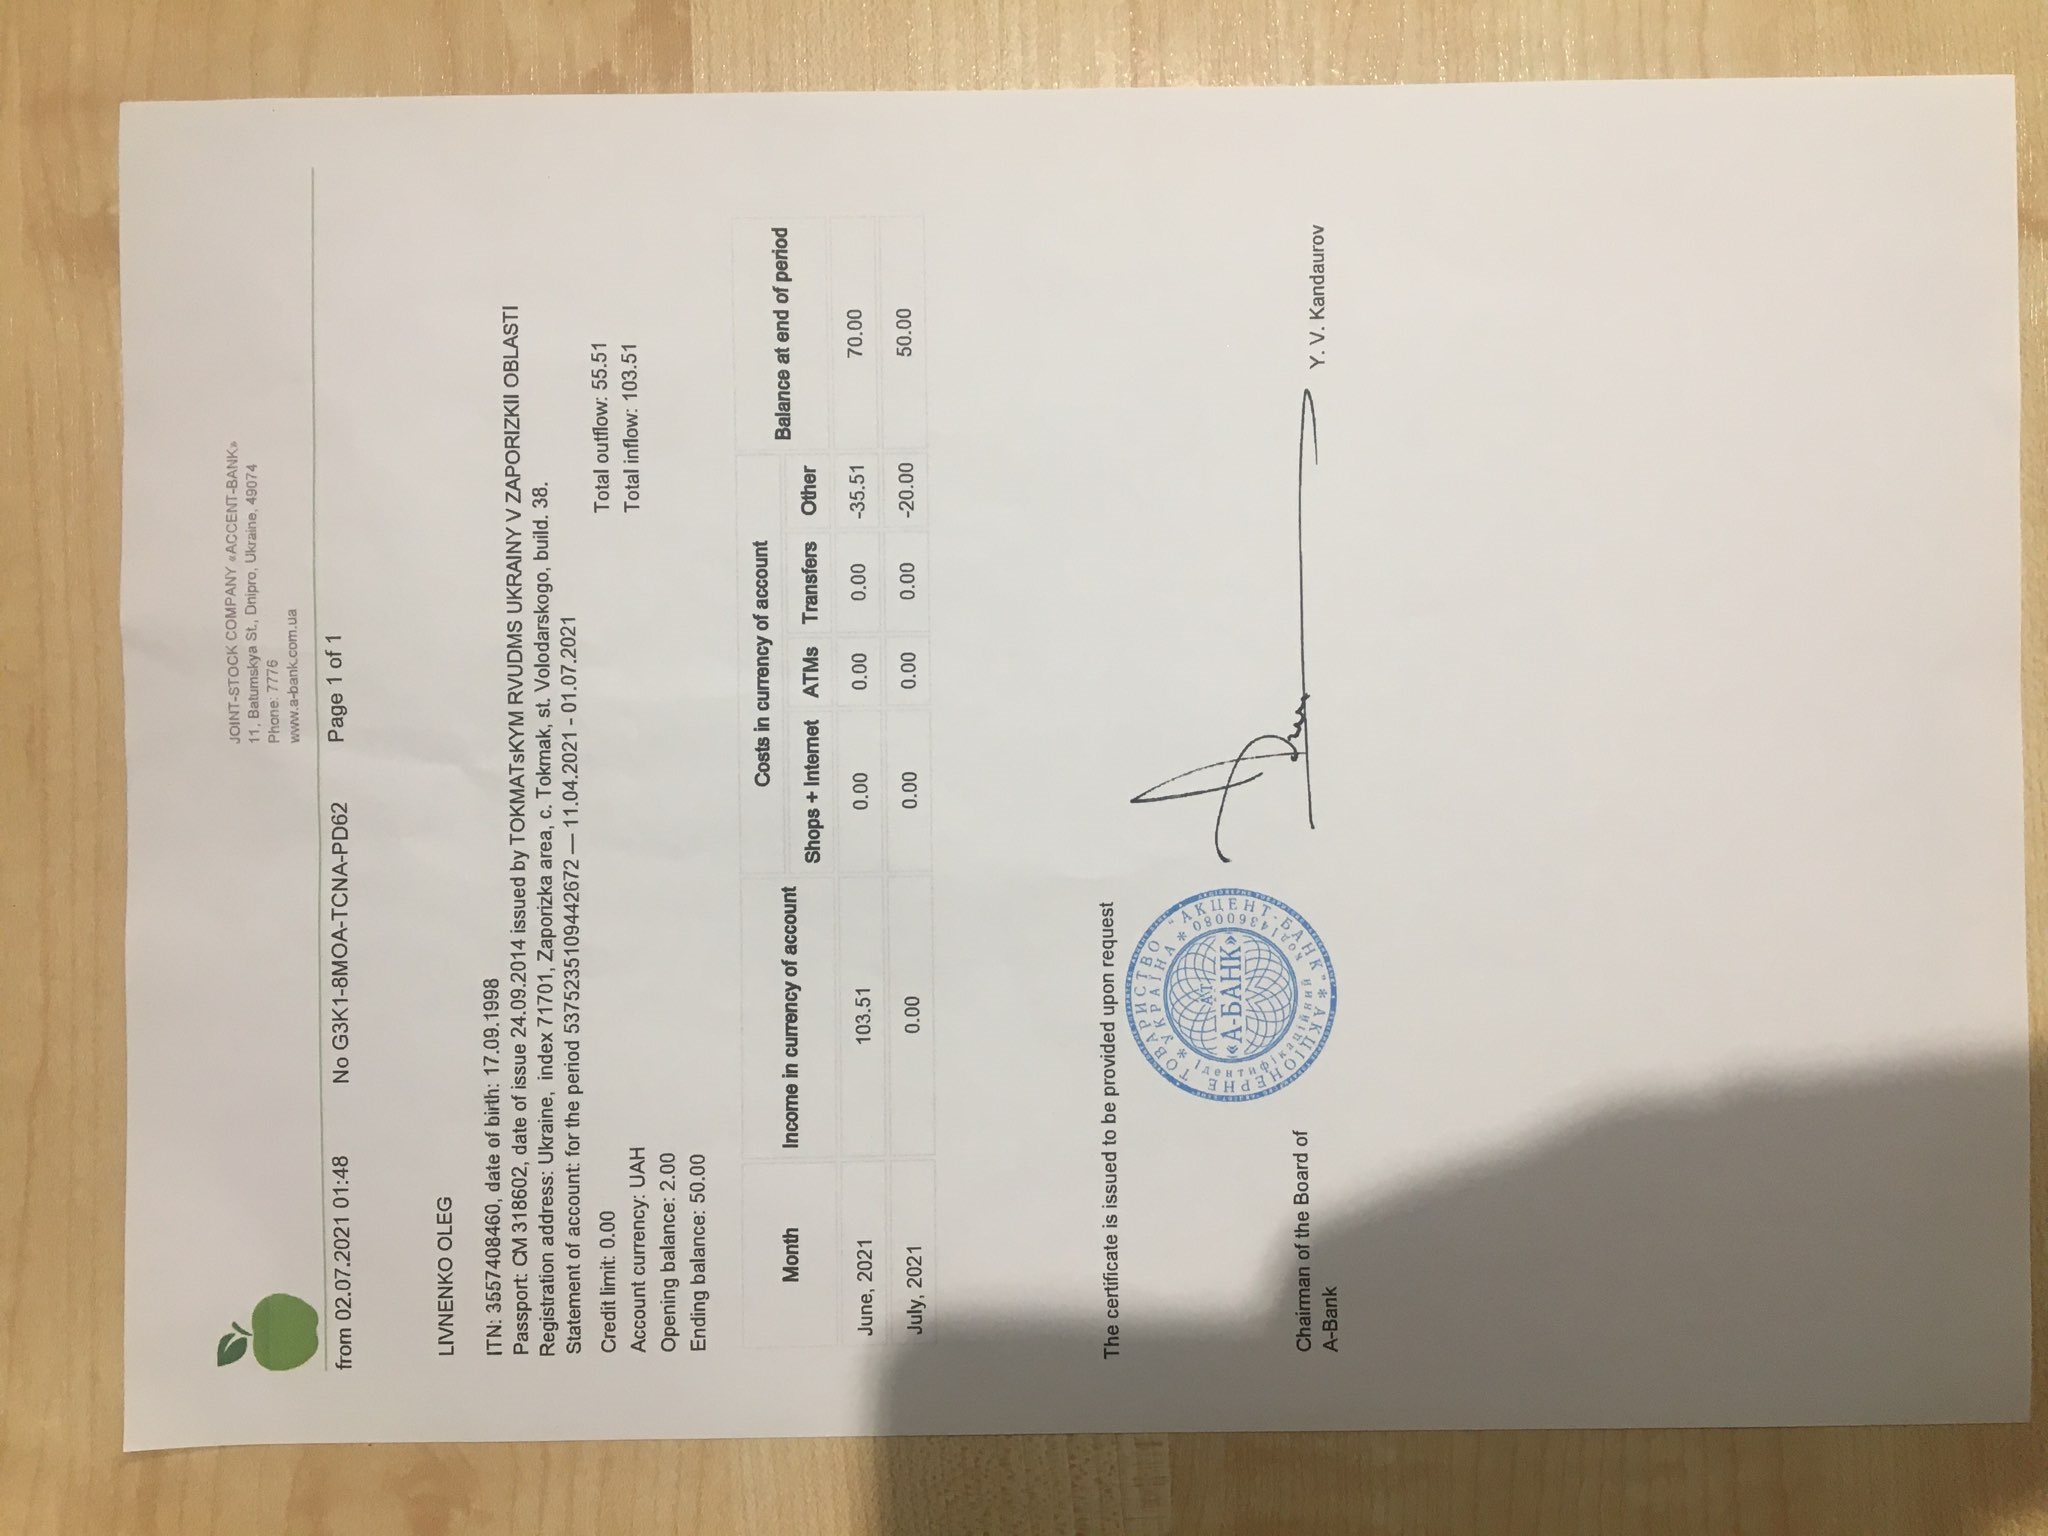 JOINT-STOCK COMPANY «ACCENT-BANK»
11, Batumskya St., Dnipro, Ukraine, 49074
Phone: 7776
www.a-bank.com.ua
from 02.07.2021 01:48 No G3K1-8MOA-TCNA-PD62 Page 1 of 1
LIVNENKO OLEG
ITN: 3557408460, date of birth: 17.09.1998
Passport: CM 318602, date of issue 24.09.2014 issued by TOKMATsKYM RVUDMS UKRAINY V ZAPORIZKII OBLASTI
Registration address: Ukraine, index 71701, Zaporizka area, c. Tokmak, st. Volodarskogo, build. 38.
Statement of account: for the period 5375235109442672 — 11.04.2021 - 01.07.2021
Credit limit: 0.00 Total outflow: 55.51
Account currency: UAH Total inflow: 103.51
Opening balance: 2.00
Ending balance: 50.00
Costs in currency of account
Month Income in currency of account Balance at end of period
Shops + Internet ATMs Transfers Other
June, 2021 103.51 0.00 0.00 0.00 -35.51 70.00
July, 2021 0.00 0.00 0.00 0.00 -20.00 50.00
The certificate is issued to be provided upon request
АКЦІОНЕРНЕ ТОВАРИСТВО "АКЦЕНТ-БАНК"
УКРАЇНА
Ідентифікаційний код 14360080
АТ
«А-БАНК»
Chairman of the Board of
A-Bank
Y. V. Kandaurov